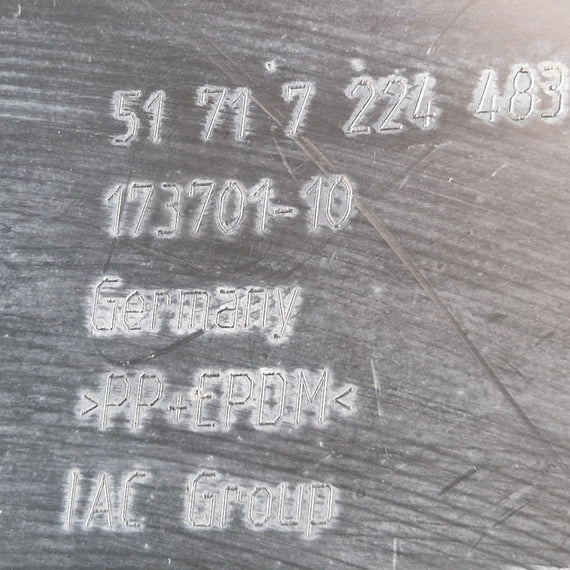 51 71 7 224 483
173701-10
Germany
>PP+EPDM<
IAC Group